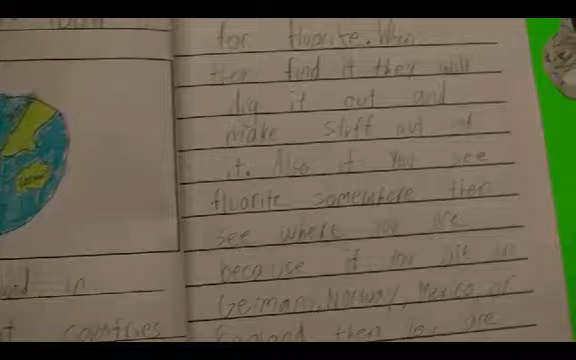 for fluorite. When
they find it they will
dig it out and
make stuff out of
it. Also if you see
fluorite somewhere then
see where you are
because if you are in
Germany, Norway, Mexico, or
England then you are
in
countries